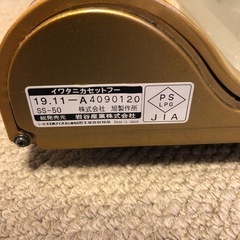 イワタニカセットフー
19.11-A4090120
SS-50 株式会社 旭製作所
総発売元 岩谷産業株式会社
PS
LPG
JIA